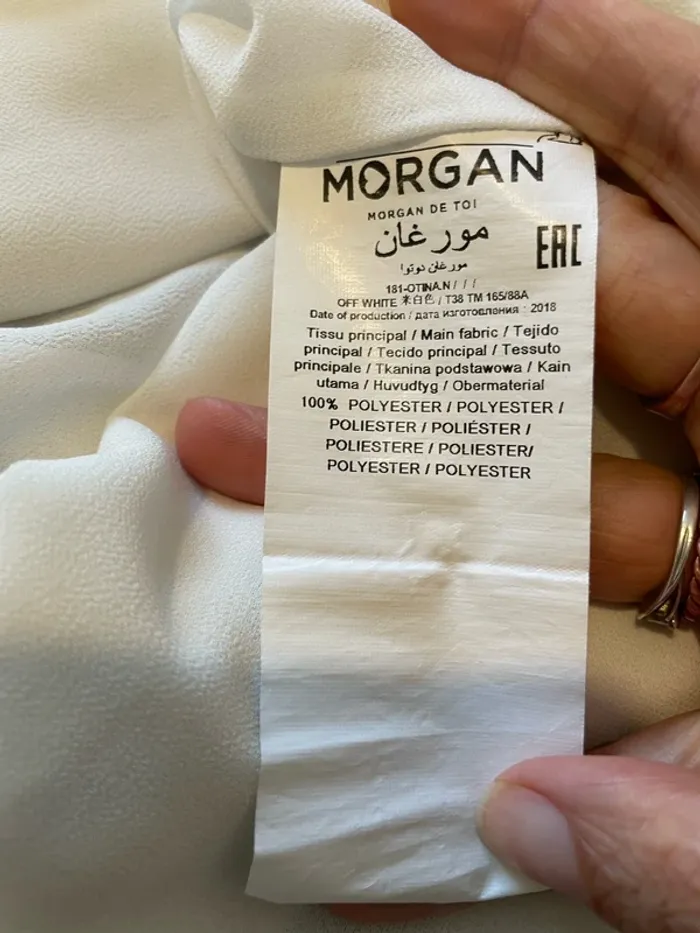 MORGAN
MORGAN DE TOI
مورغان
مورغان دوتوا
EAC
181-OTINA.N / / /
OFF WHITE 米白色 / T38 TM 165/88A
Date of production / дата изготовления : 2018
Tissu principal / Main fabric / Tejido
principal / Tecido principal / Tessuto
principale / Tkanina podstawowa / Kain
utama / Huvudtyg / Obermaterial
100% POLYESTER / POLYESTER /
POLIESTER / POLIÉSTER /
POLIESTERE / POLIESTER/
POLYESTER / POLYESTER